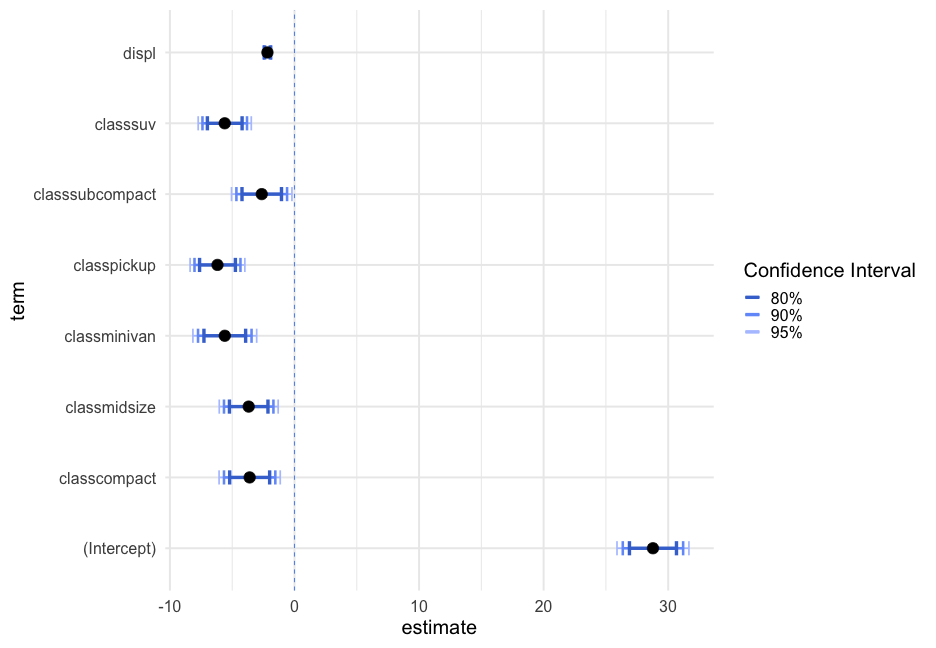 displ
classsuv
classsubcompact
classpickup
classminivan
classmidsize
classcompact
(Intercept)
term
-10 0 10 20 30
estimate
Confidence Interval
80%
90%
95%